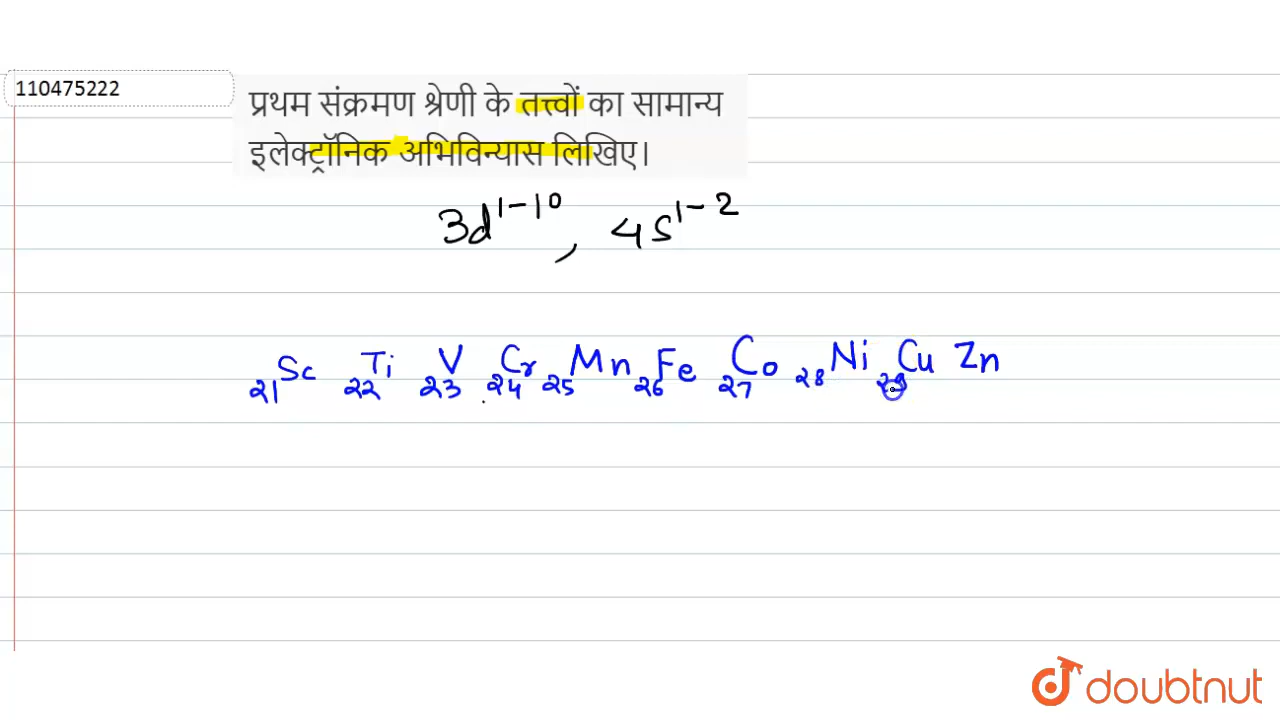 110475222
प्रथम संक्रमण श्रेणी के तत्त्वों का सामान्य
इलेक्ट्रॉनिक अभिविन्यास लिखिए।
3d¹⁻¹⁰, 4s¹⁻²
₂₁Sc ₂₂Ti ₂₃V ₂₄Cr ₂₅Mn ₂₆Fe ₂₇Co ₂₈Ni ₂₉Cu Zn
doubtnut